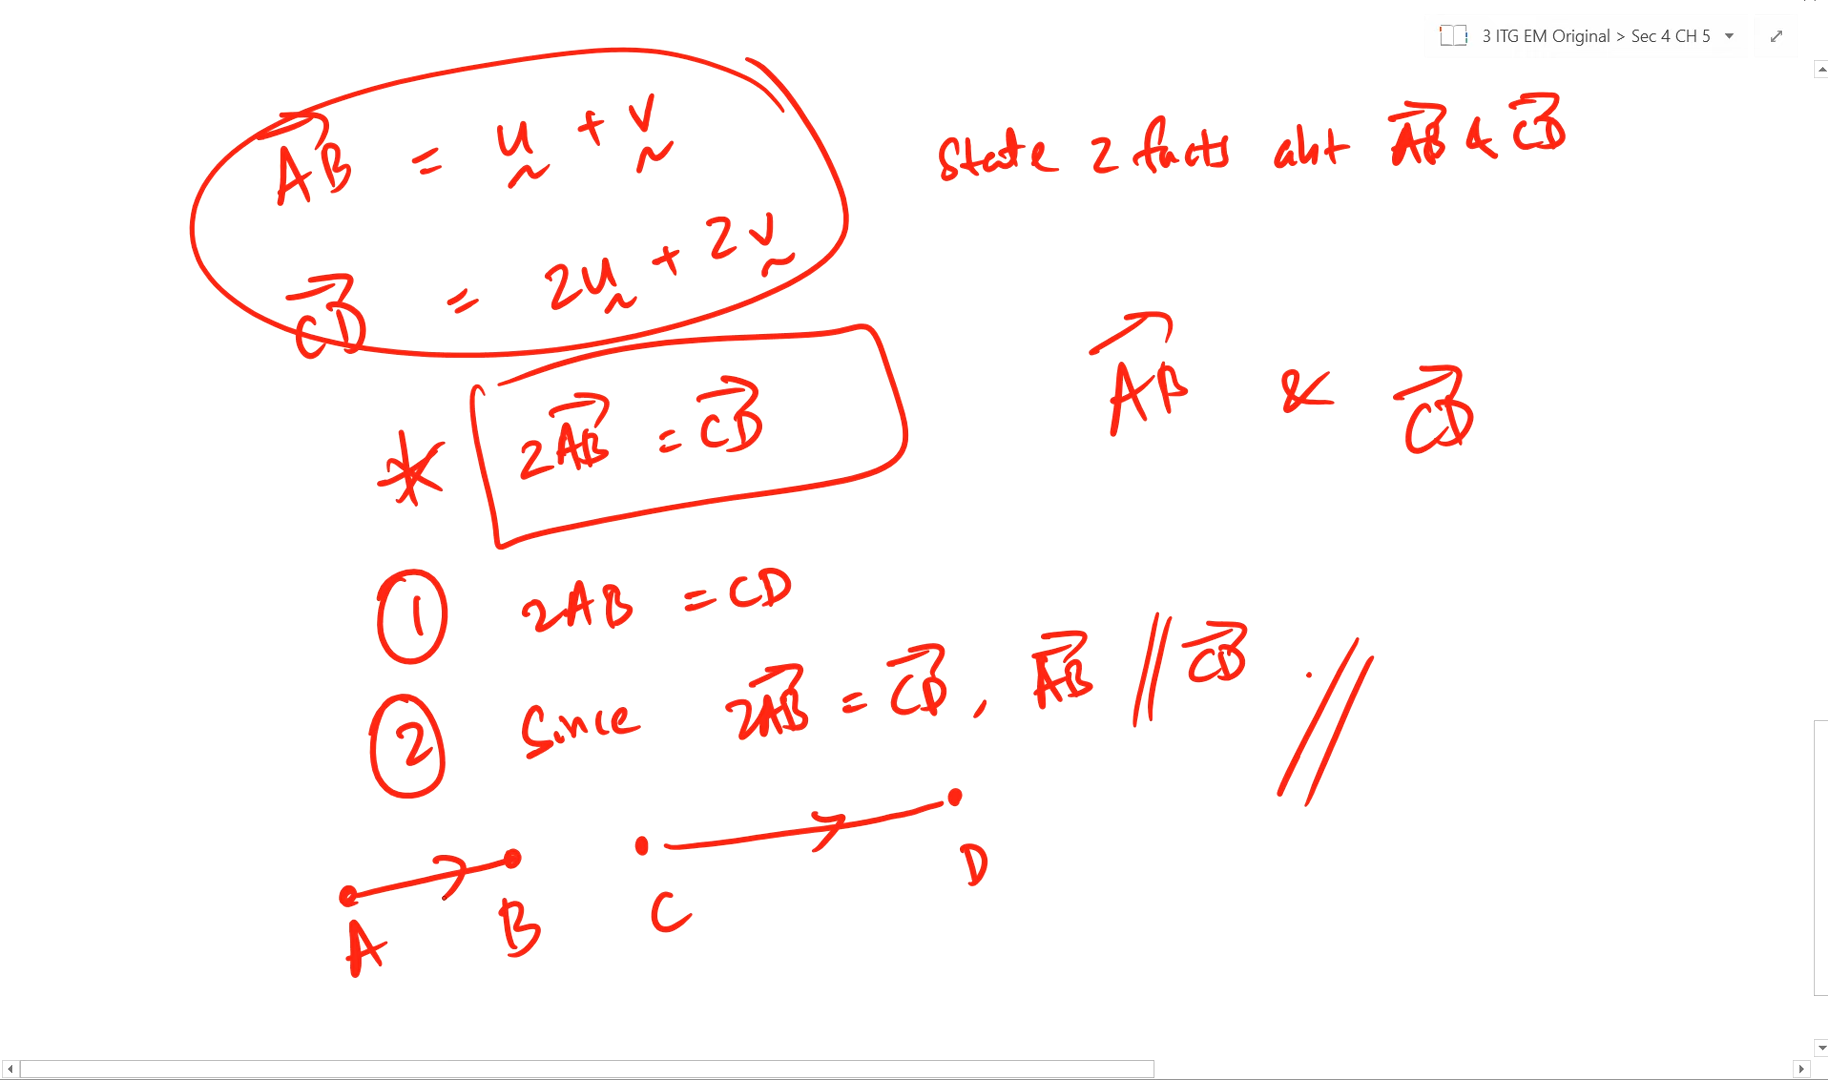 3 ITG EM Original > Sec 4 CH 5
AB = u + v
State 2 facts abt AB & CD
CD = 2u + 2v
AB & CD
* 2AB = CD
① 2AB = CD
② Since 2AB = CD, AB // CD . //
A B C D